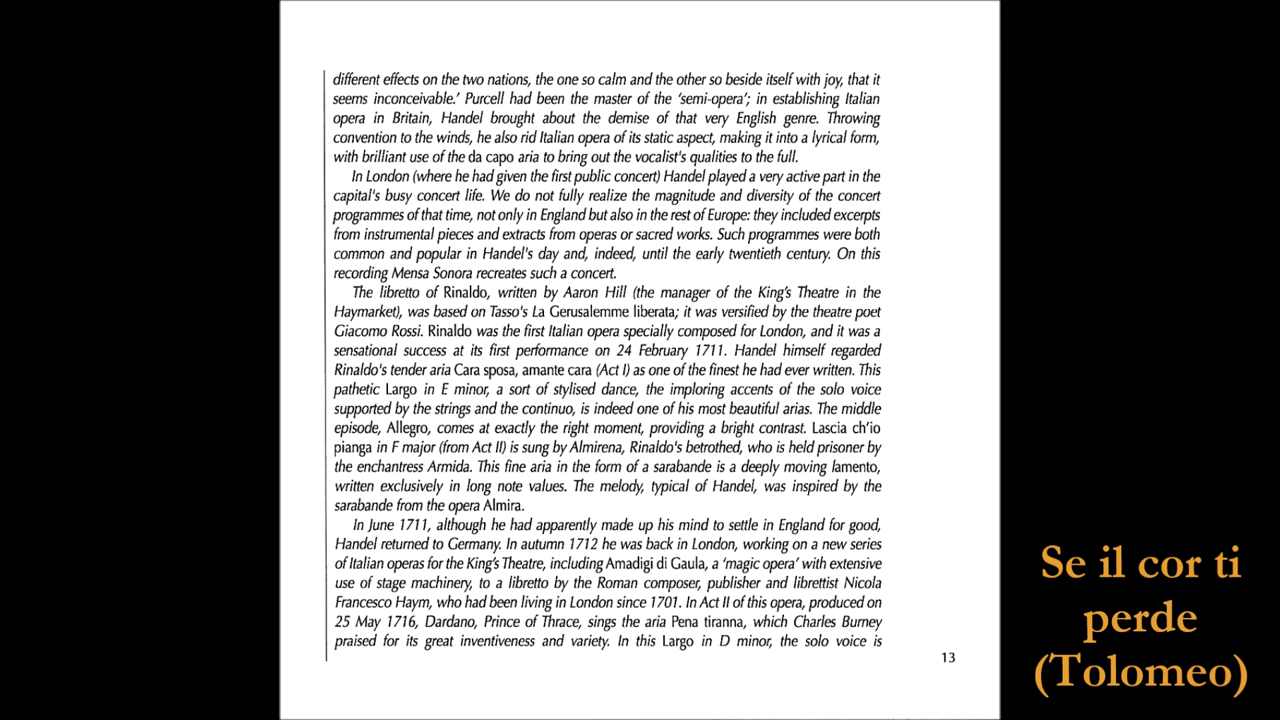 different effects on the two nations, the one so calm and the other so beside itself with joy, that it
seems inconceivable.' Purcell had been the master of the 'semi-opera'; in establishing Italian
opera in Britain, Handel brought about the demise of that very English genre. Throwing
convention to the winds, he also rid Italian opera of its static aspect, making it into a lyrical form,
with brilliant use of the da capo aria to bring out the vocalist's qualities to the full.
In London (where he had given the first public concert) Handel played a very active part in the
capital's busy concert life. We do not fully realize the magnitude and diversity of the concert
programmes of that time, not only in England but also in the rest of Europe: they included excerpts
from instrumental pieces and extracts from operas or sacred works. Such programmes were both
common and popular in Handel's day and, indeed, until the early twentieth century. On this
recording Mensa Sonora recreates such a concert.
The libretto of Rinaldo, written by Aaron Hill (the manager of the King's Theatre in the
Haymarket), was based on Tasso's La Gerusalemme liberata; it was versified by the theatre poet
Giacomo Rossi. Rinaldo was the first Italian opera specially composed for London, and it was a
sensational success at its first performance on 24 February 1711. Handel himself regarded
Rinaldo's tender aria Cara sposa, amante cara (Act I) as one of the finest he had ever written. This
pathetic Largo in E minor, a sort of stylised dance, the imploring accents of the solo voice
supported by the strings and the continuo, is indeed one of his most beautiful arias. The middle
episode, Allegro, comes at exactly the right moment, providing a bright contrast. Lascia ch'io
pianga in F major (from Act II) is sung by Almirena, Rinaldo's betrothed, who is held prisoner by
the enchantress Armida. This fine aria in the form of a sarabande is a deeply moving lamento,
written exclusively in long note values. The melody, typical of Handel, was inspired by the
sarabande from the opera Almira.
In June 1711, although he had apparently made up his mind to settle in England for good,
Handel returned to Germany. In autumn 1712 he was back in London, working on a new series
of Italian operas for the King's Theatre, including Amadigi di Gaula, a 'magic opera' with extensive
use of stage machinery, to a libretto by the Roman composer, publisher and librettist Nicola
Francesco Haym, who had been living in London since 1701. In Act II of this opera, produced on
25 May 1716, Dardano, Prince of Thrace, sings the aria Pena tiranna, which Charles Burney
praised for its great inventiveness and variety. In this Largo in D minor, the solo voice is
13
Se il cor ti
perde
(Tolomeo)